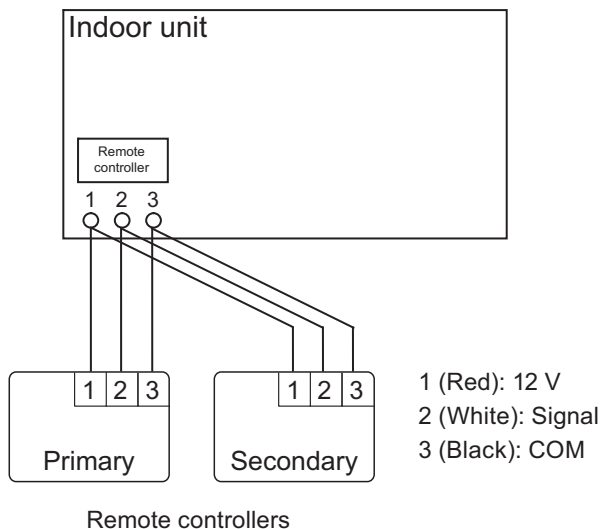 Indoor unit
Remote
controller
1 2 3
1 2 3
Primary
1 2 3
Secondary
1 (Red): 12 V
2 (White): Signal
3 (Black): COM
Remote controllers